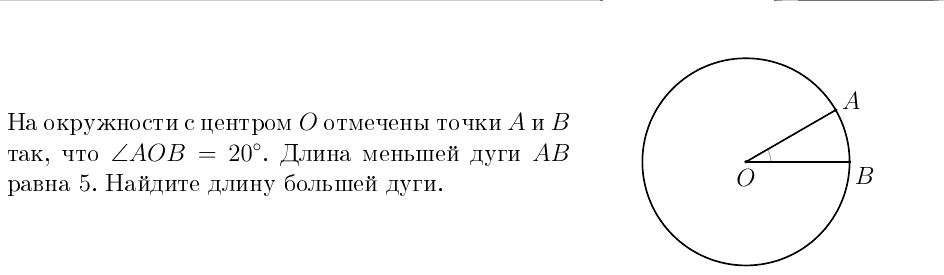 На окружности с центром O отмечены точки A и B
так, что ∠AOB = 20°. Длина меньшей дуги AB
равна 5. Найдите длину большей дуги.
A
O
B